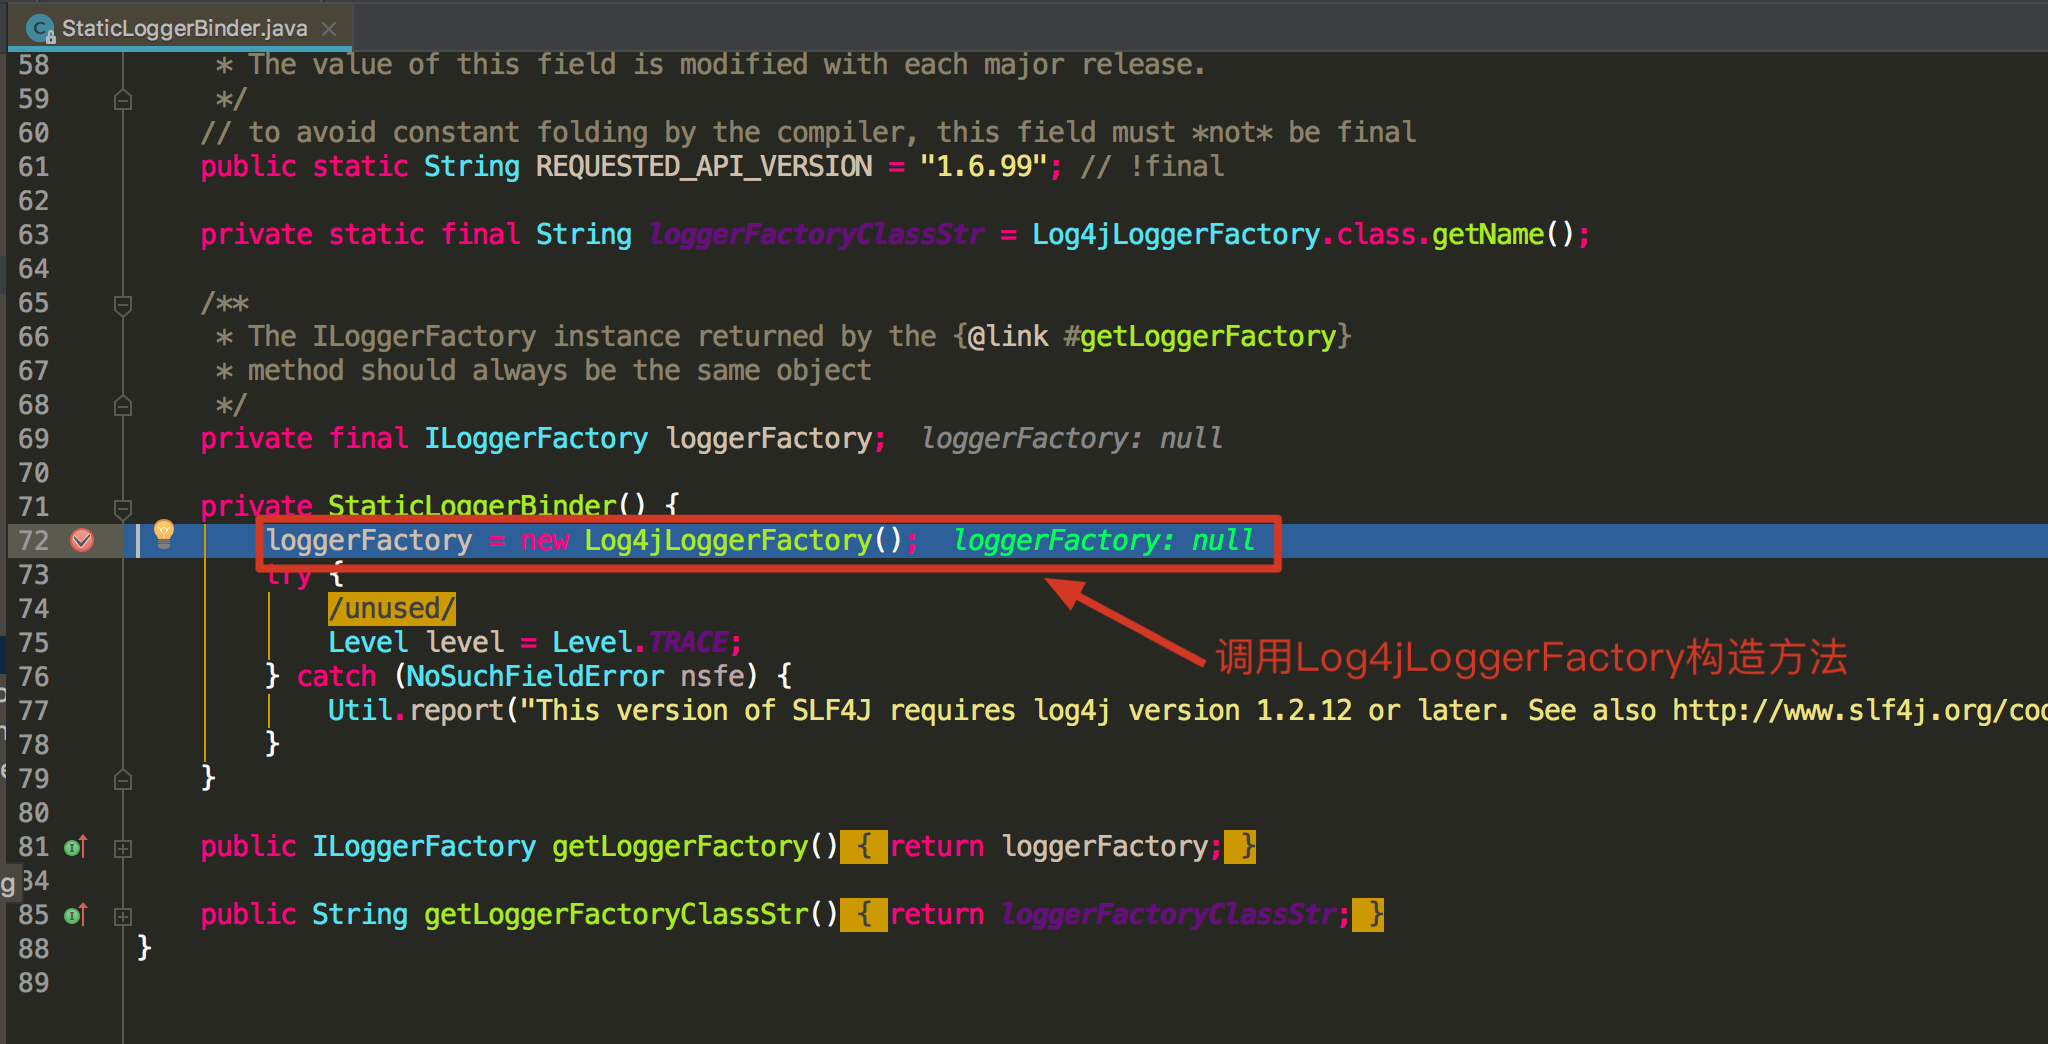 StaticLoggerBinder.java
58 * The value of this field is modified with each major release.
59 */
60 // to avoid constant folding by the compiler, this field must *not* be final
61 public static String REQUESTED_API_VERSION = "1.6.99"; // !final
62
63 private static final String loggerFactoryClassStr = Log4jLoggerFactory.class.getName();
64
65 /**
66 * The ILoggerFactory instance returned by the {@link #getLoggerFactory}
67 * method should always be the same object
68 */
69 private final ILoggerFactory loggerFactory; loggerFactory: null
70
71 private StaticLoggerBinder() {
72 loggerFactory = new Log4jLoggerFactory(); loggerFactory: null
73 try {
74 /unused/
75 Level level = Level.TRACE;
调用Log4jLoggerFactory构造方法
76 } catch (NoSuchFieldError nsfe) {
77 Util.report("This version of SLF4J requires log4j version 1.2.12 or later. See also http://www.slf4j.org/cod
78 }
79 }
80
81 public ILoggerFactory getLoggerFactory() { return loggerFactory; }
84
85 public String getLoggerFactoryClassStr() { return loggerFactoryClassStr; }
88 }
89